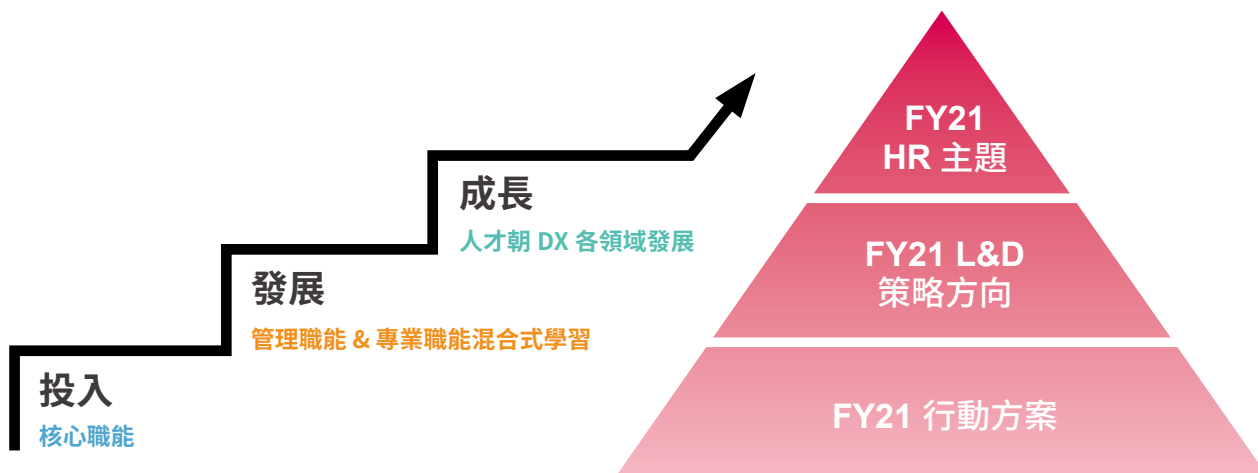 成長
人才朝 DX 各領域發展
發展
管理職能 & 專業職能混合式學習
投入
核心職能
FY21
HR 主題
FY21 L&D
策略方向
FY21 行動方案